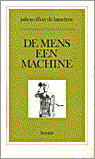 julien offray de lamettrie
DE MENS
EEN
MACHINE
boom